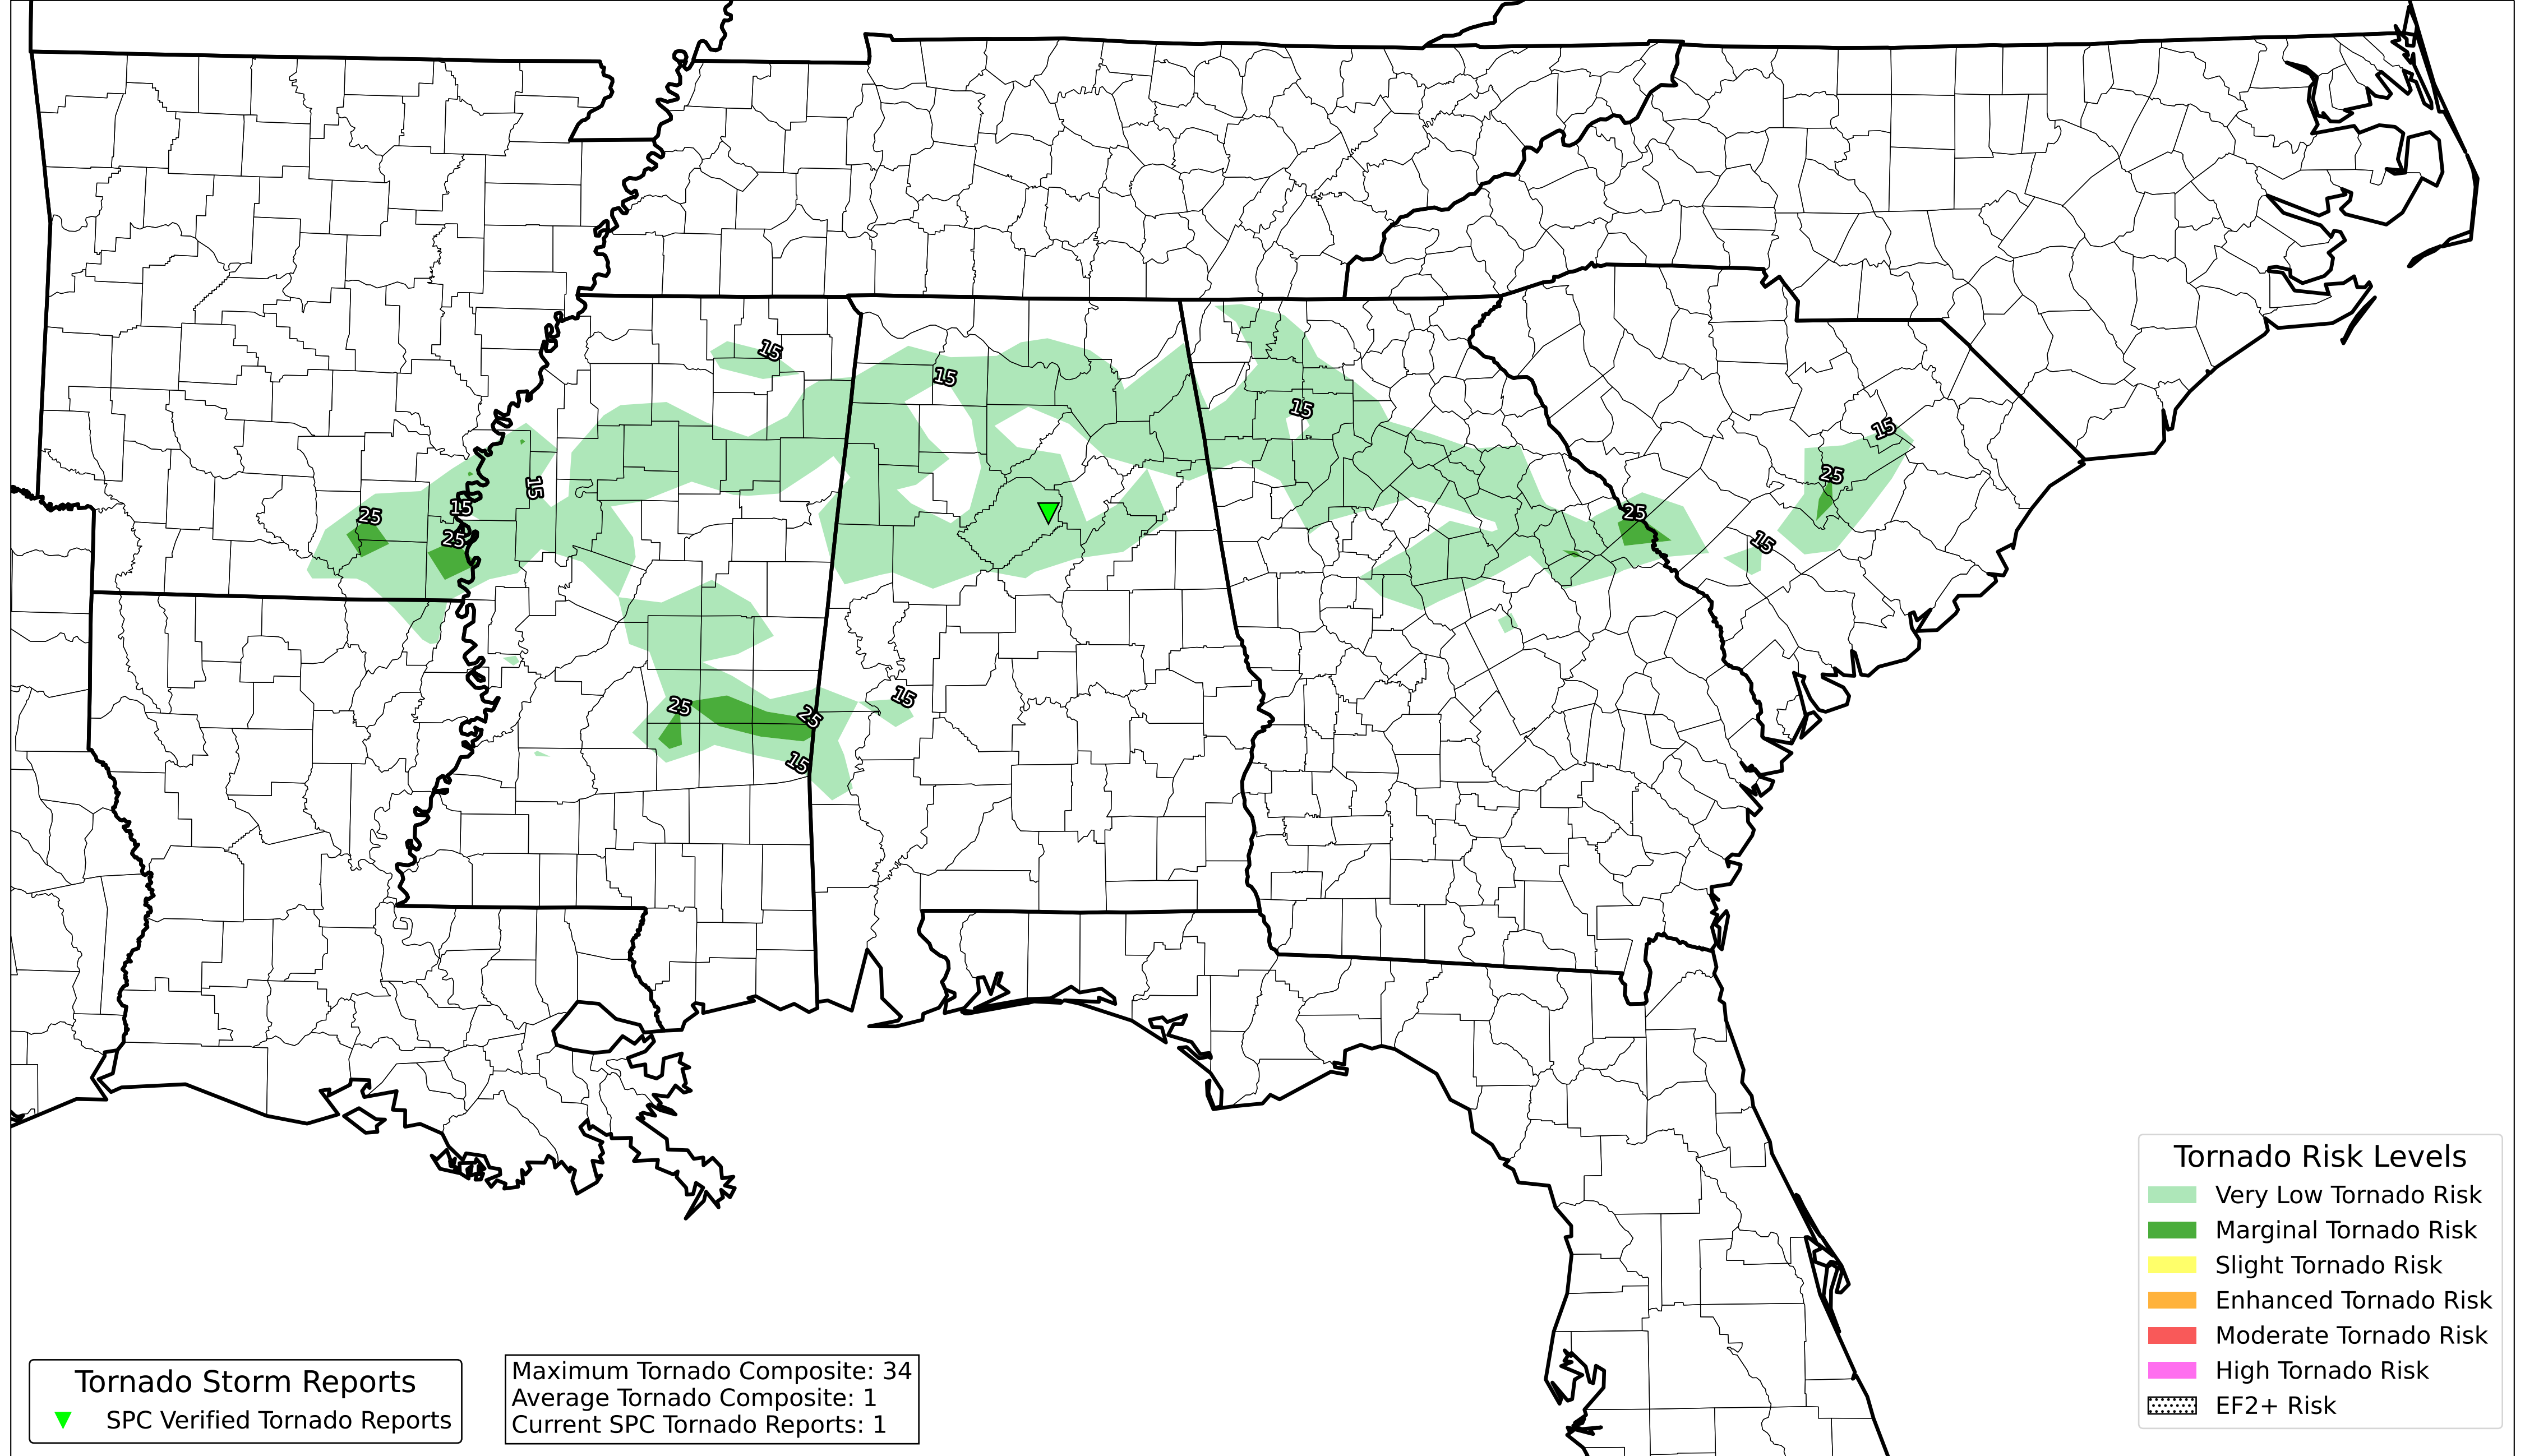 15
15
15
15
25
15
25
15
25
15
25
15
25
25
15
15
Tornado Risk Levels
Very Low Tornado Risk
Marginal Tornado Risk
Slight Tornado Risk
Enhanced Tornado Risk
Moderate Tornado Risk
High Tornado Risk
EF2+ Risk
Tornado Storm Reports
SPC Verified Tornado Reports
Maximum Tornado Composite: 34
Average Tornado Composite: 1
Current SPC Tornado Reports: 1